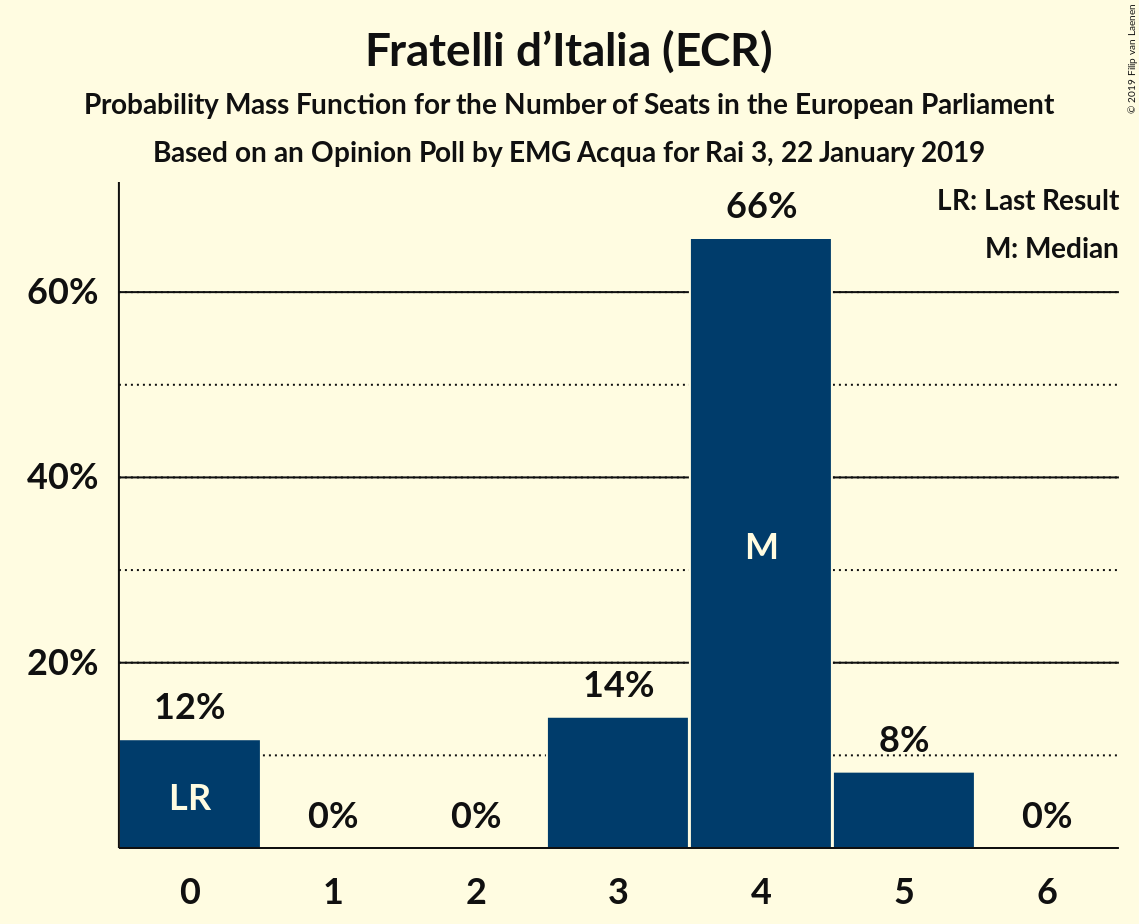 Fratelli d’Italia (ECR)
Probability Mass Function for the Number of Seats in the European Parliament
Based on an Opinion Poll by EMG Acqua for Rai 3, 22 January 2019
© 2019 Filip van Laenen
LR: Last Result
M: Median
60%
40%
20%
12%
0%
0%
14%
66%
8%
0%
LR
M
0 1 2 3 4 5 6